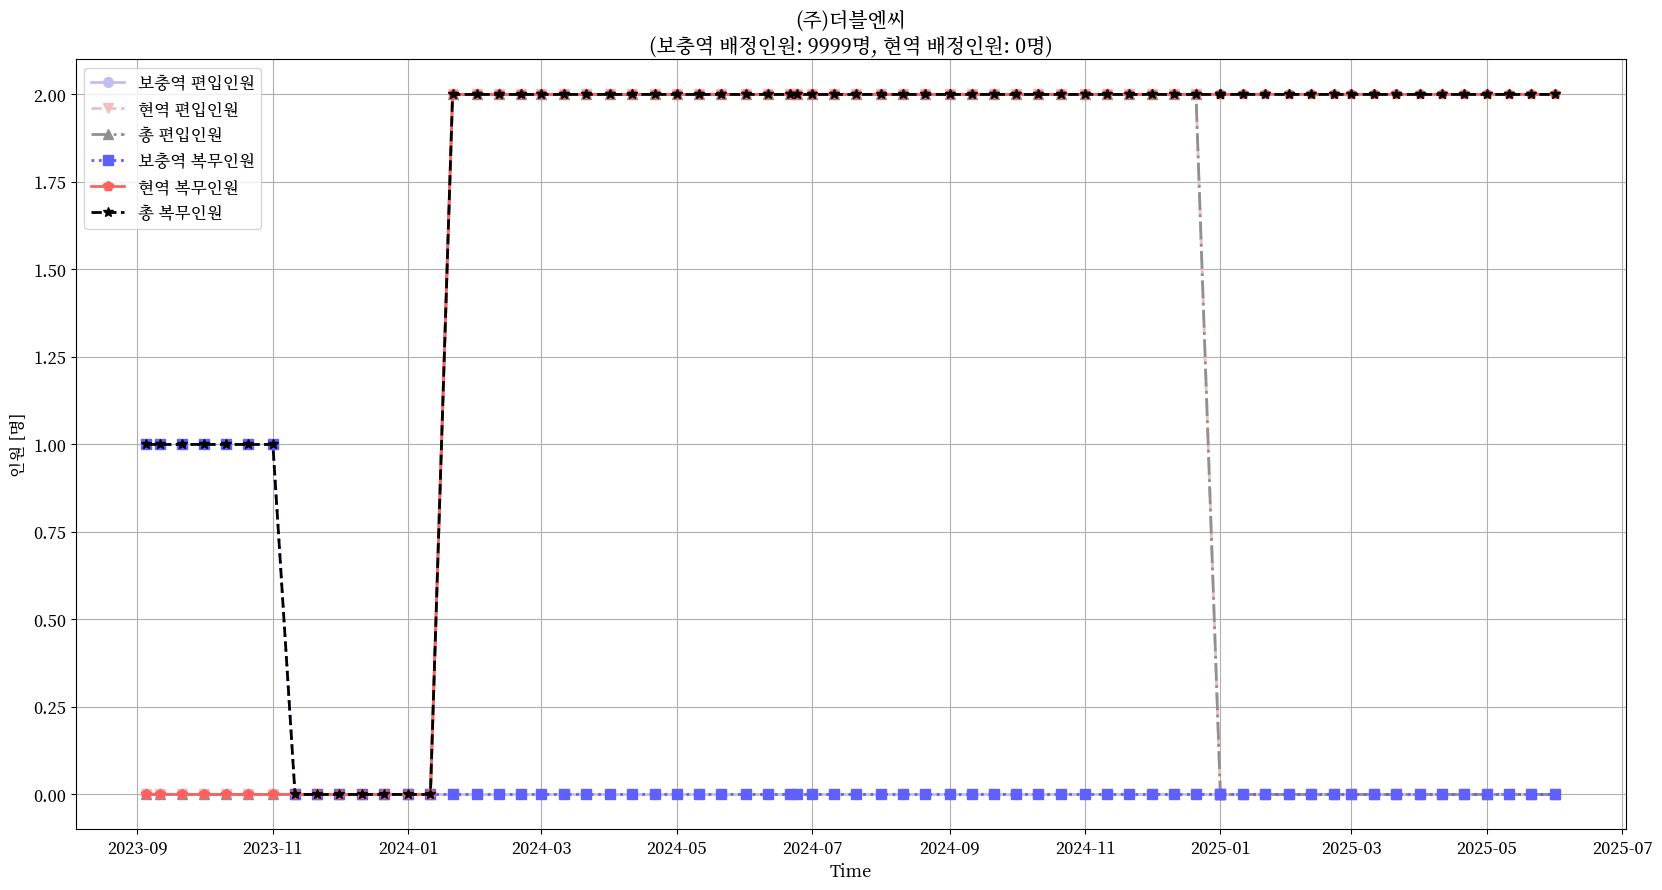 (주)더블엔씨
(보충역 배정인원: 9999명, 현역 배정인원: 0명)
보충역 편입인원
현역 편입인원
총 편입인원
보충역 복무인원
현역 복무인원
총 복무인원
인원 [명]
2.00
1.75
1.50
1.25
1.00
0.75
0.50
0.25
0.00
2023-09 2023-11 2024-01 2024-03 2024-05 2024-07 2024-09 2024-11 2025-01 2025-03 2025-05 2025-07
Time